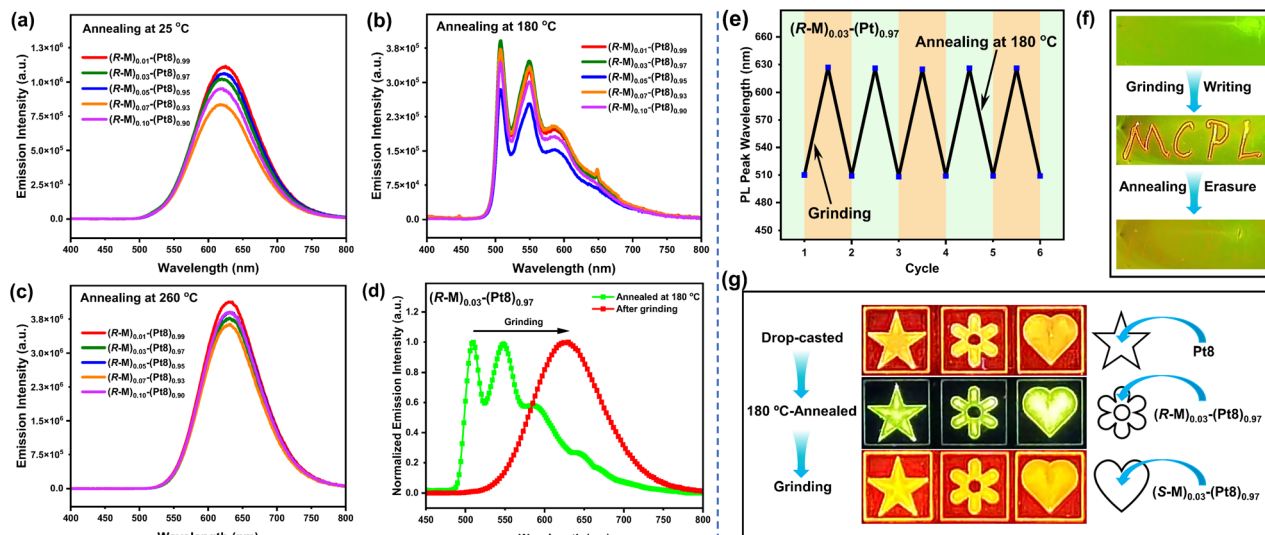 (a)
Annealing at 25 °C
(R-M)0.01-(Pt8)0.99
(R-M)0.03-(Pt8)0.97
(R-M)0.05-(Pt8)0.95
(R-M)0.07-(Pt8)0.93
(R-M)0.10-(Pt8)0.90
Emission Intensity (a.u.)
1.3×10⁶
1.0×10⁶
7.5×10⁵
5.0×10⁵
2.5×10⁵
0.0
400 450 500 550 600 650 700 750 800
Wavelength (nm)
(b)
Annealing at 180 °C
(R-M)0.01-(Pt8)0.99
(R-M)0.03-(Pt8)0.97
(R-M)0.05-(Pt8)0.95
(R-M)0.07-(Pt8)0.93
(R-M)0.10-(Pt8)0.90
Emission Intensity (a.u.)
3.8×10⁵
3.0×10⁵
2.3×10⁵
1.5×10⁵
7.5×10⁴
0.0
400 450 500 550 600 650 700 750 800
Wavelength (nm)
(c)
Annealing at 260 °C
(R-M)0.01-(Pt8)0.99
(R-M)0.03-(Pt8)0.97
(R-M)0.05-(Pt8)0.95
(R-M)0.07-(Pt8)0.93
(R-M)0.10-(Pt8)0.90
Emission Intensity (a.u.)
3.8×10⁶
3.0×10⁶
2.3×10⁶
1.5×10⁶
7.5×10⁵
0.0
400 450 500 550 600 650 700 750 800
(d)
(R-M)0.03-(Pt8)0.97
Annealed at 180 °C
After grinding
Grinding
Normalized Emission Intensity (a.u.)
1.2
1.0
0.8
0.6
0.4
0.2
0.0
450 500 550 600 650 700 750 800
(e)
(R-M)0.03-(Pt)0.97
Annealing at 180 °C
Grinding
PL Peak Wavelength (nm)
660
630
600
570
540
510
480
450
1 2 3 4 5 6
Cycle
(f)
Grinding Writing
MCPL
Annealing Erasure
(g)
Drop-casted
180 °C-Annealed
Grinding
Pt8
(R-M)0.03-(Pt8)0.97
(S-M)0.03-(Pt8)0.97